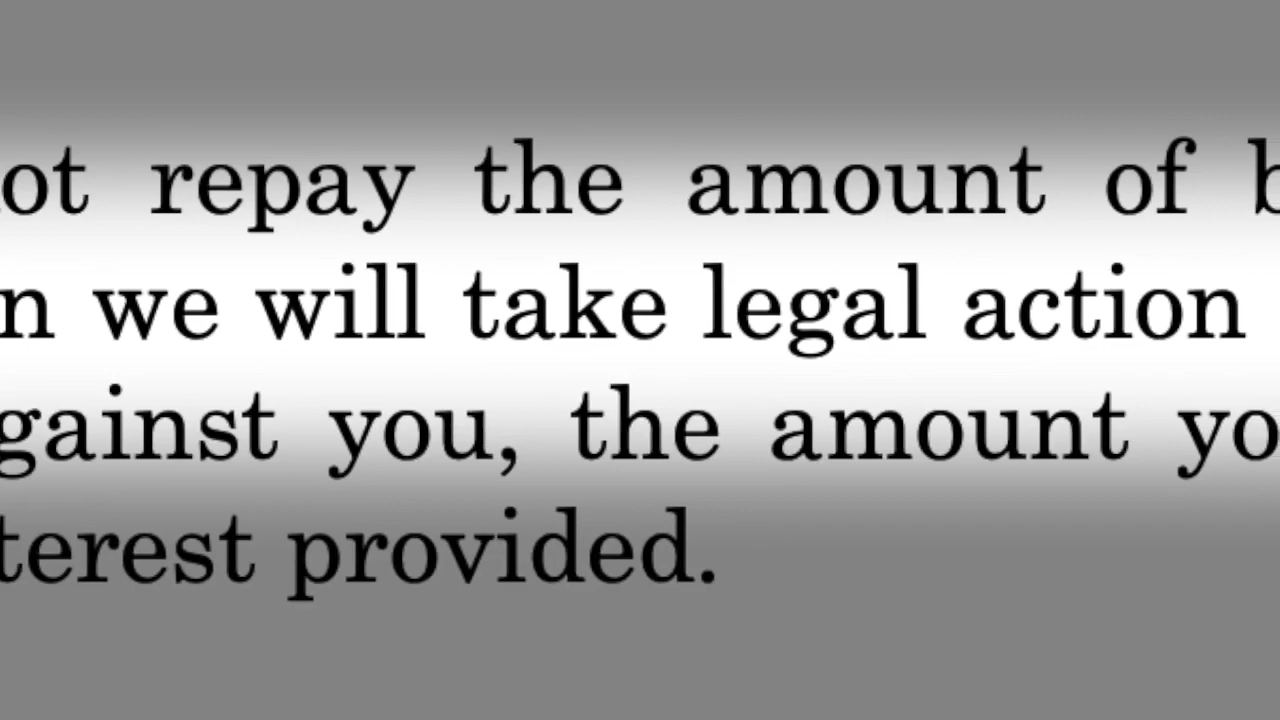 ot repay the amount of b
n we will take legal action
gainst you, the amount yo
terest provided.